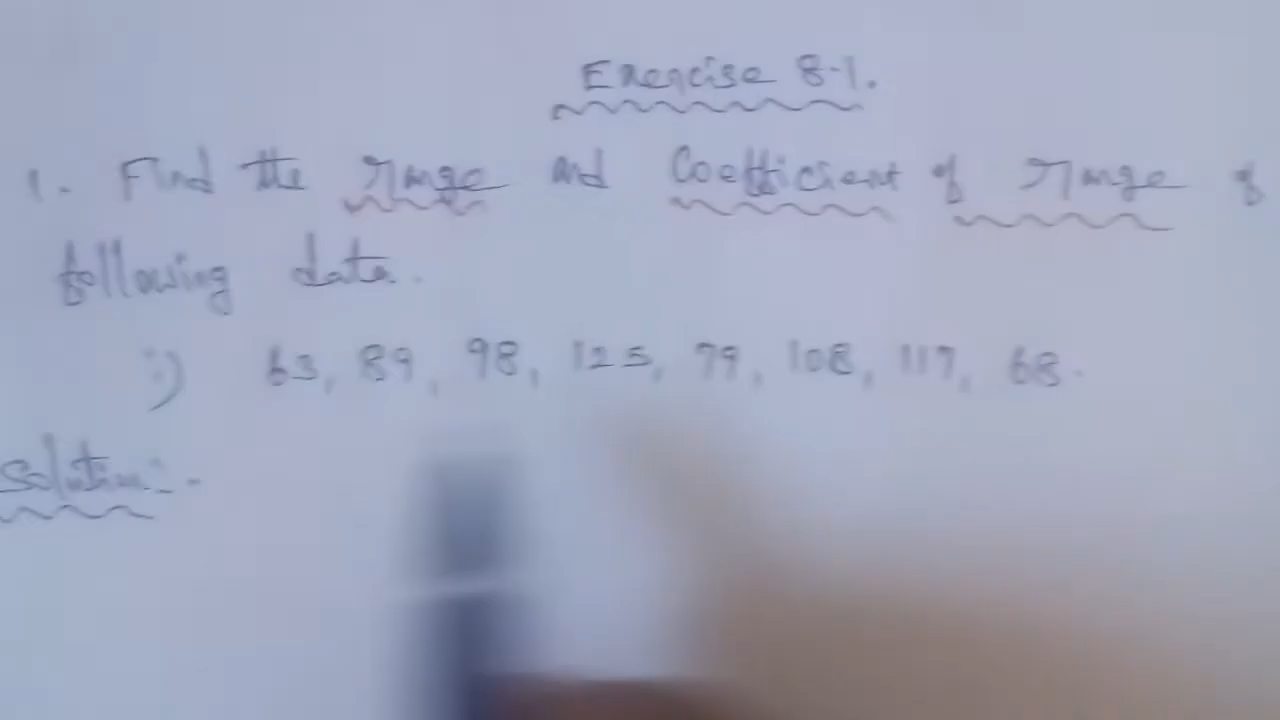 Exercise 8.1.
1. Find the range and Coefficient of range of
following data.
i) 63, 89, 98, 125, 79, 108, 117, 68.
Solution:-